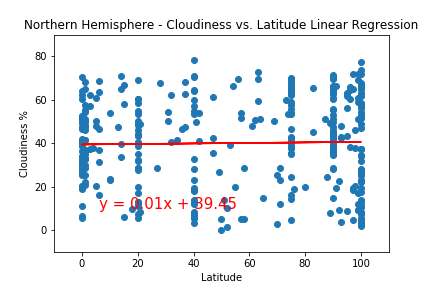 Northern Hemisphere - Cloudiness vs. Latitude Linear Regression
Cloudiness %
80
60
40
20
0
y = 0.01x + 39.45
0
20
40
60
80
100
Latitude